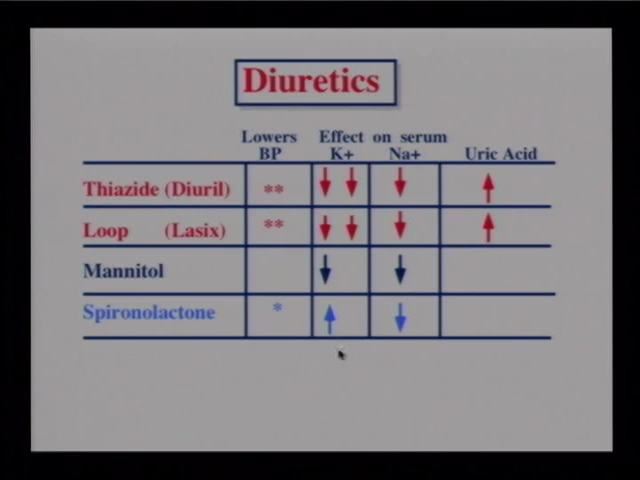 Diuretics
Lowers Effect on serum
BP K+ Na+ Uric Acid
Thiazide (Diuril) **
Loop (Lasix) **
Mannitol
Spironolactone *